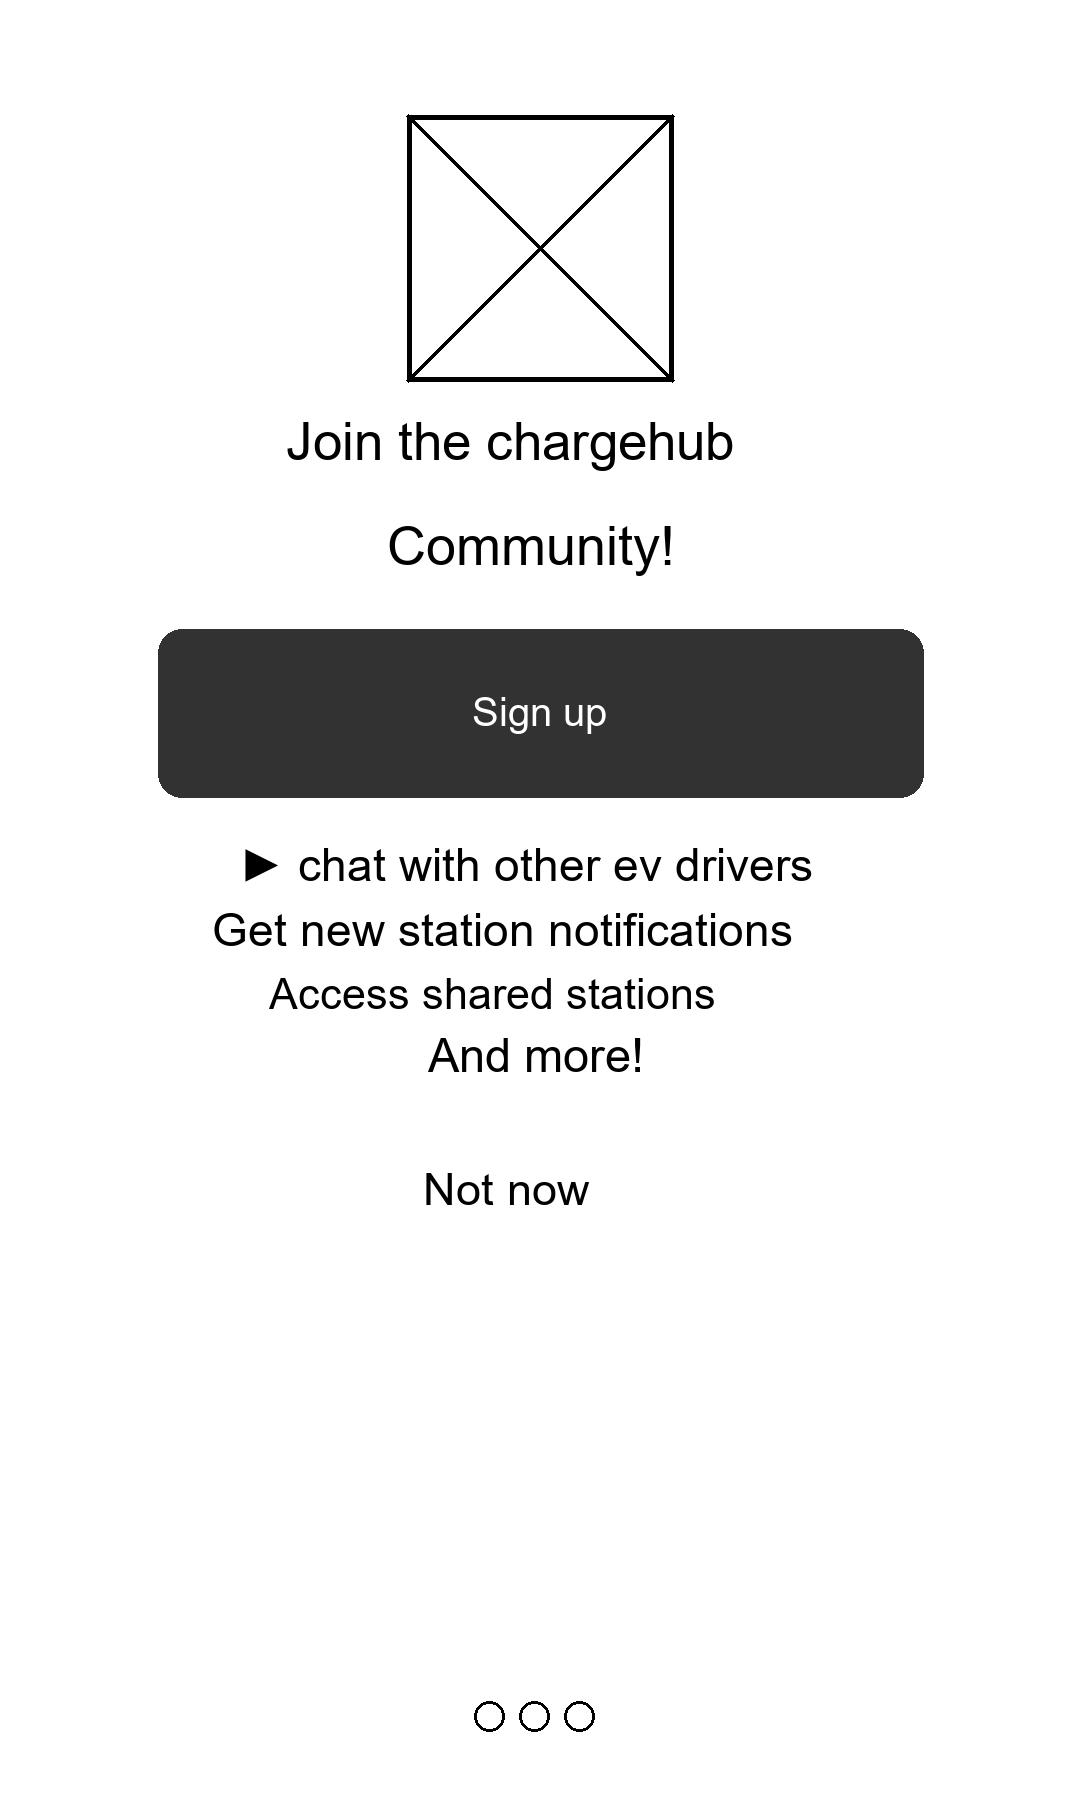 Join the chargehub
Community!
Sign up
► chat with other ev drivers
Get new station notifications
Access shared stations
And more!
Not now